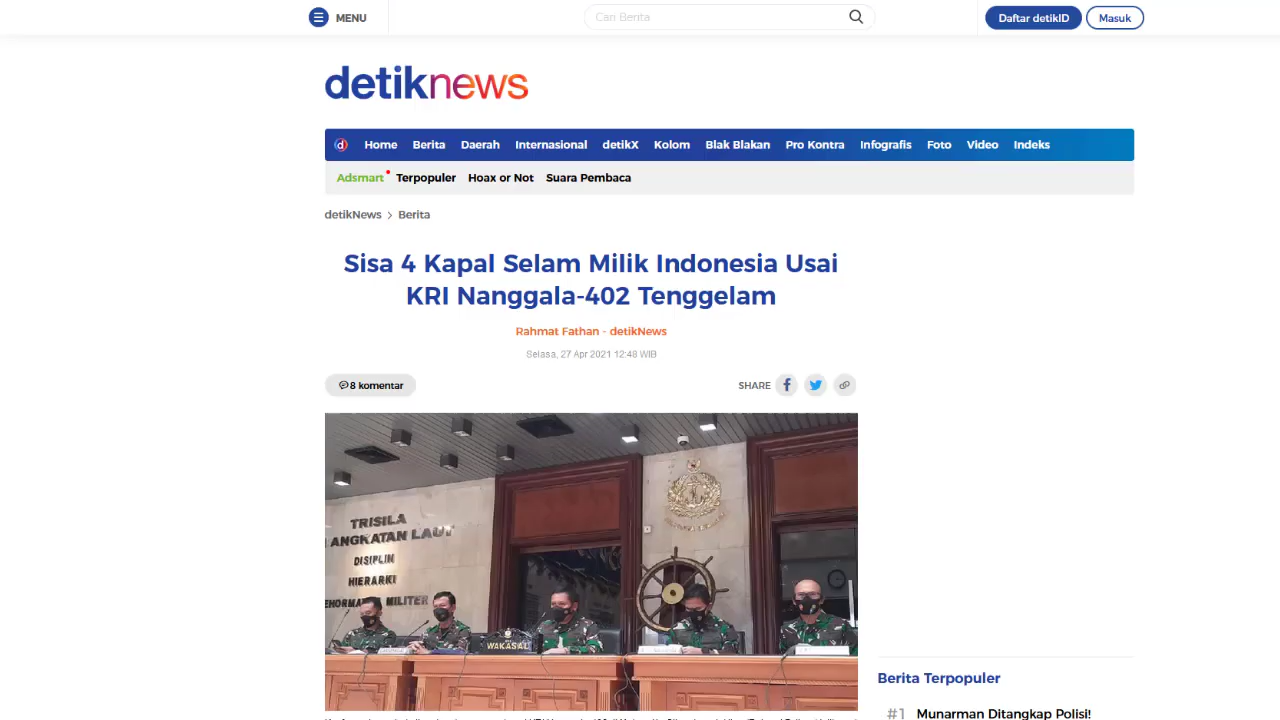 MENU
Cari Berita
Daftar detikID
Masuk
detiknews
d Home Berita Daerah Internasional detikX Kolom Blak Blakan Pro Kontra Infografis Foto Video Indeks
Adsmart Terpopuler Hoax or Not Suara Pembaca
detikNews > Berita
Sisa 4 Kapal Selam Milik Indonesia Usai
KRI Nanggala-402 Tenggelam
Rahmat Fathan - detikNews
Selasa, 27 Apr 2021 12:48 WIB
8 komentar
SHARE
TRISILA
ANGKATAN LAUT
DISIPLIN
HIERARKI
EHORMATAN MILITER
WAKASAL
Berita Terpopuler
#1 Munarman Ditangkap Polisi!